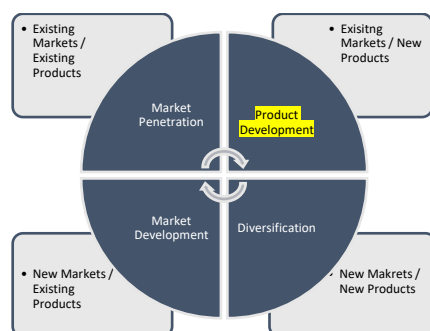 • Existing
Markets /
Existing
Products
• Exisitng
Markets / New
Products
Market
Penetration
Product
Development
Market
Development
Diversification
• New Markets /
Existing
Products
• New Makrets /
New Products